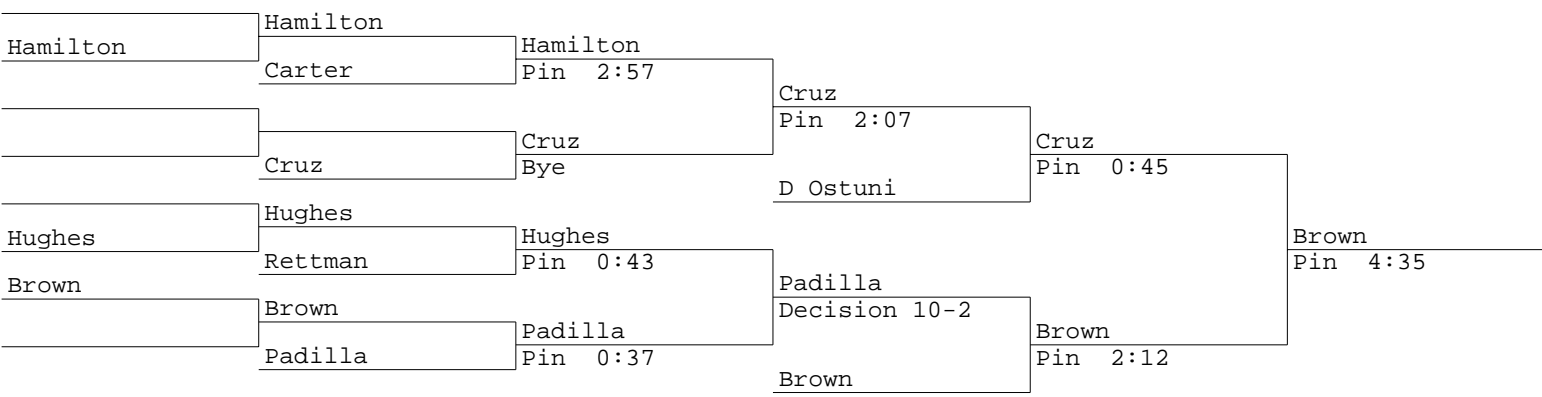 Hamilton
Hughes
Brown
Hamilton
Carter
Cruz
Hughes
Rettman
Brown
Padilla
Hamilton
Pin 2:57
Cruz
Bye
Hughes
Pin 0:43
Padilla
Pin 0:37
Cruz
Pin 2:07
D Ostuni
Padilla
Decision 10-2
Brown
Cruz
Pin 0:45
Brown
Pin 2:12
Brown
Pin 4:35